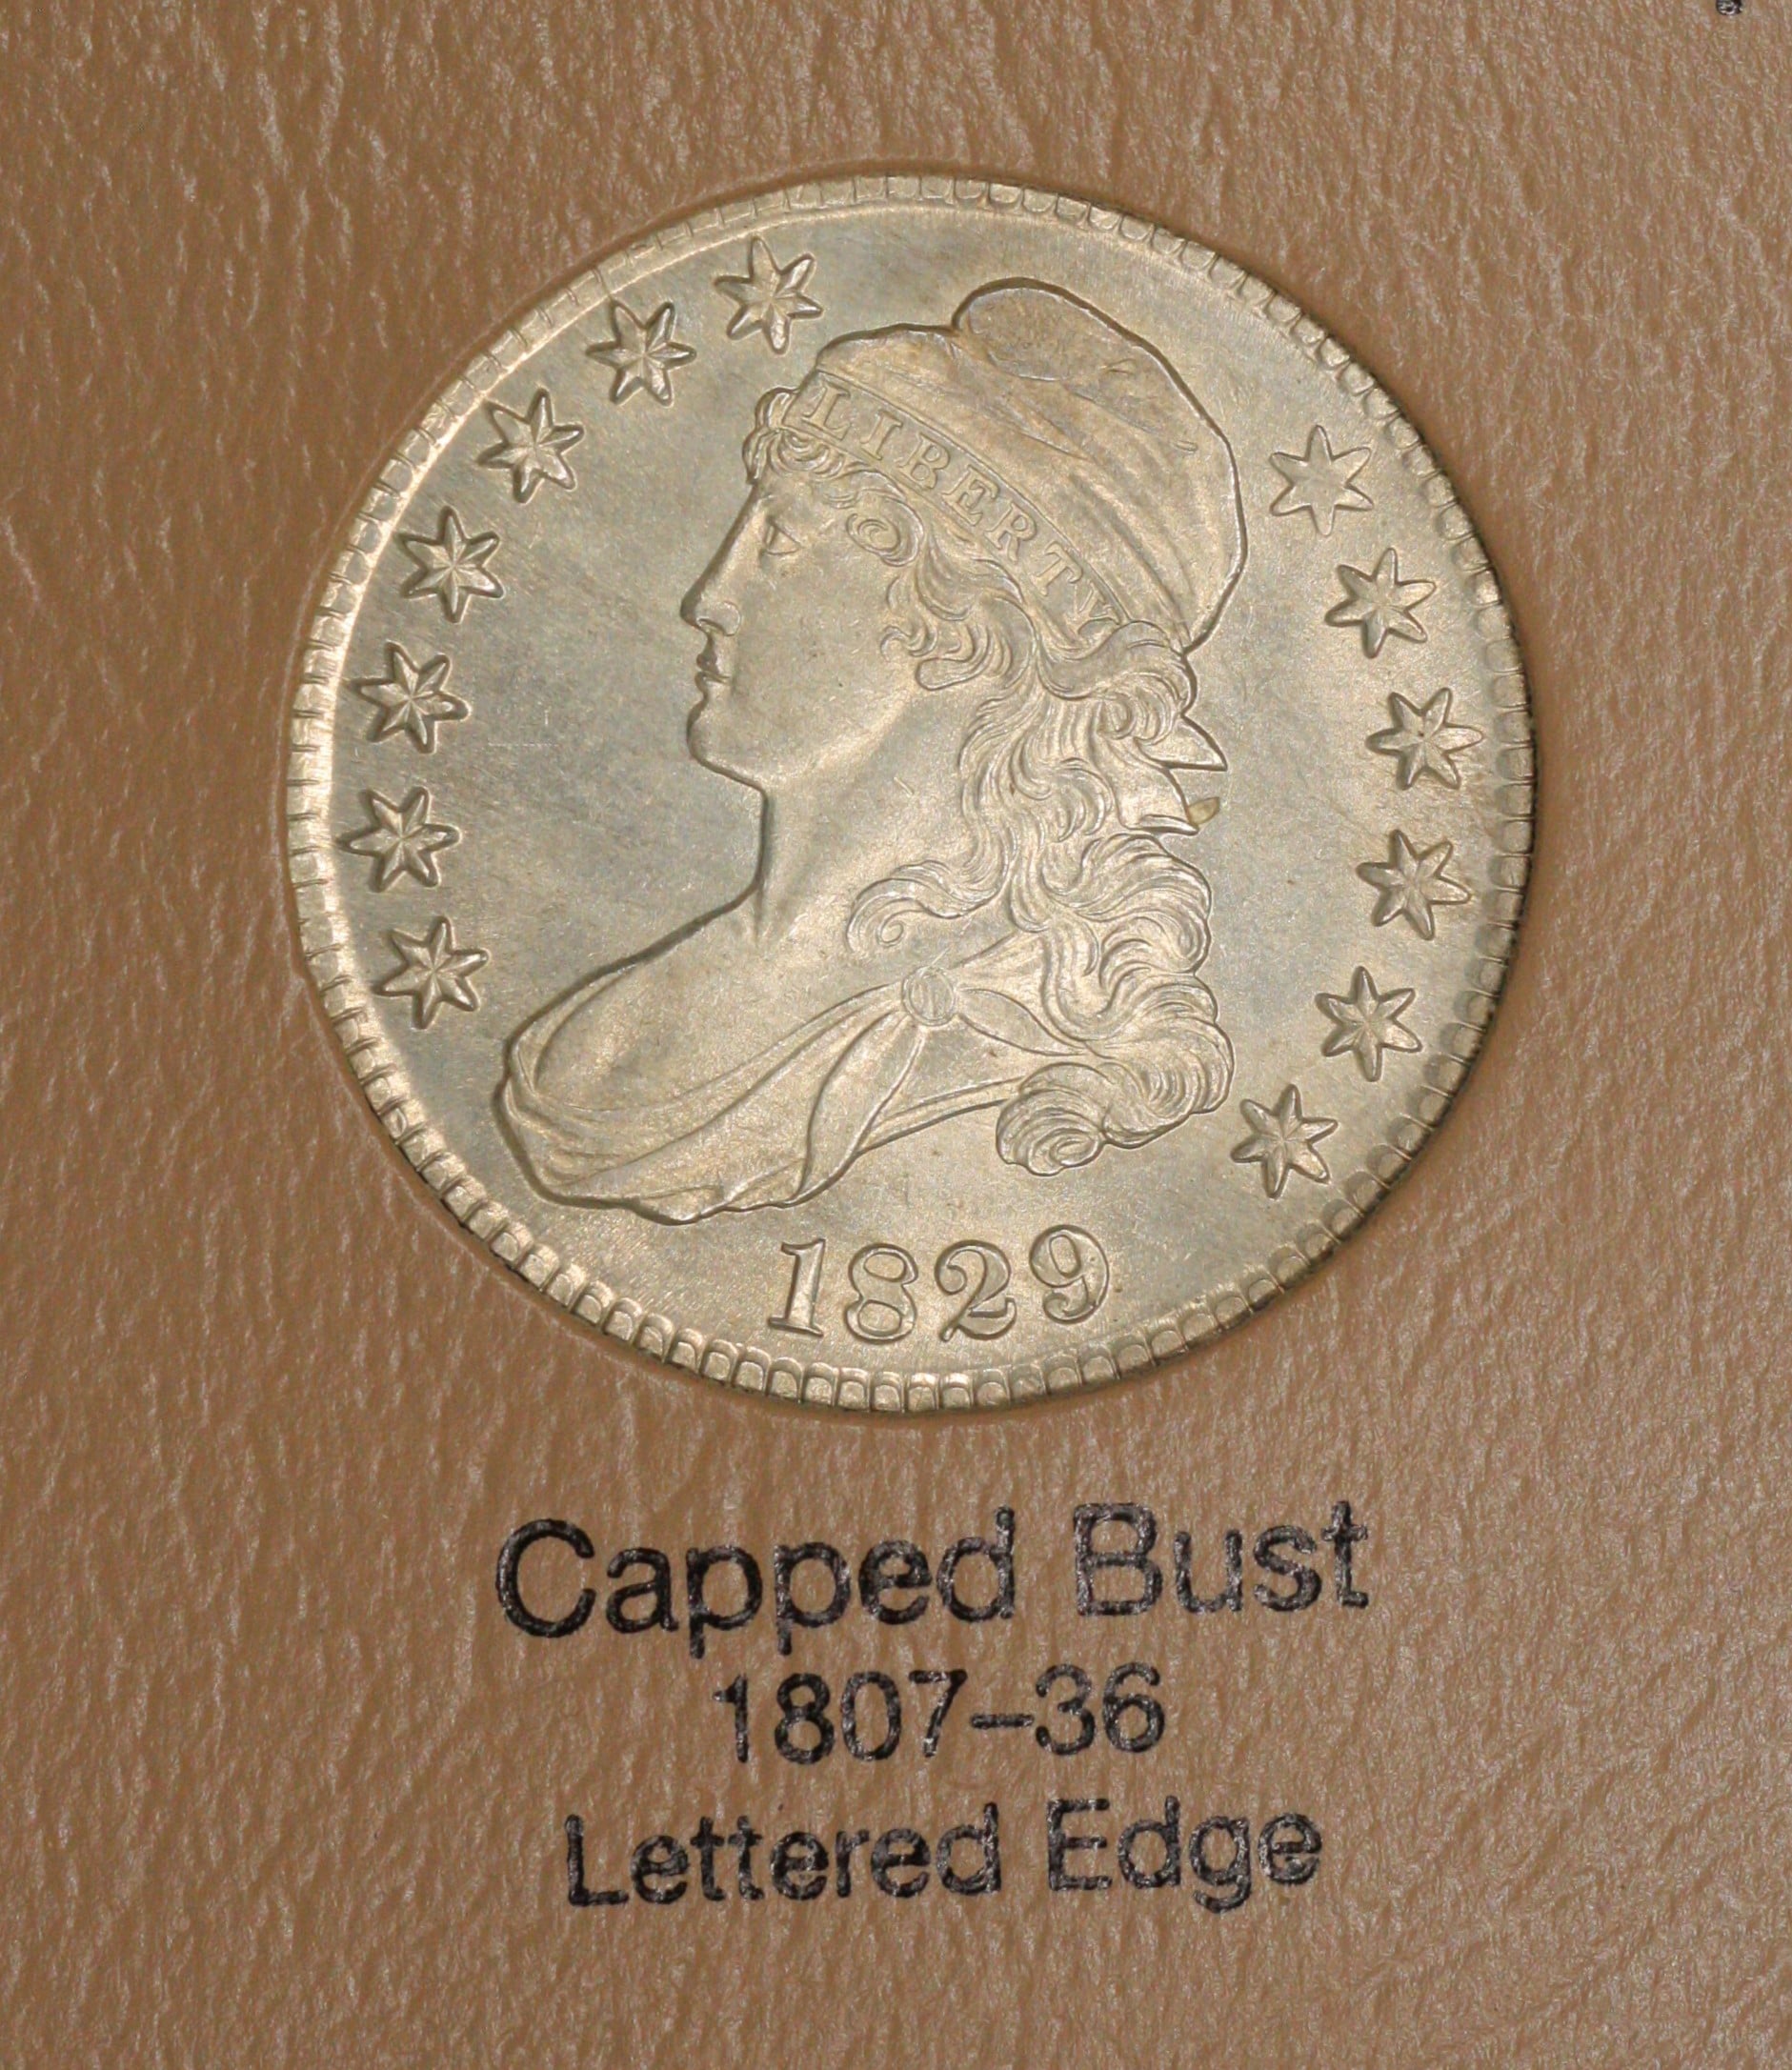 LIBERTY
1829
Capped Bust
1807–36
Lettered Edge